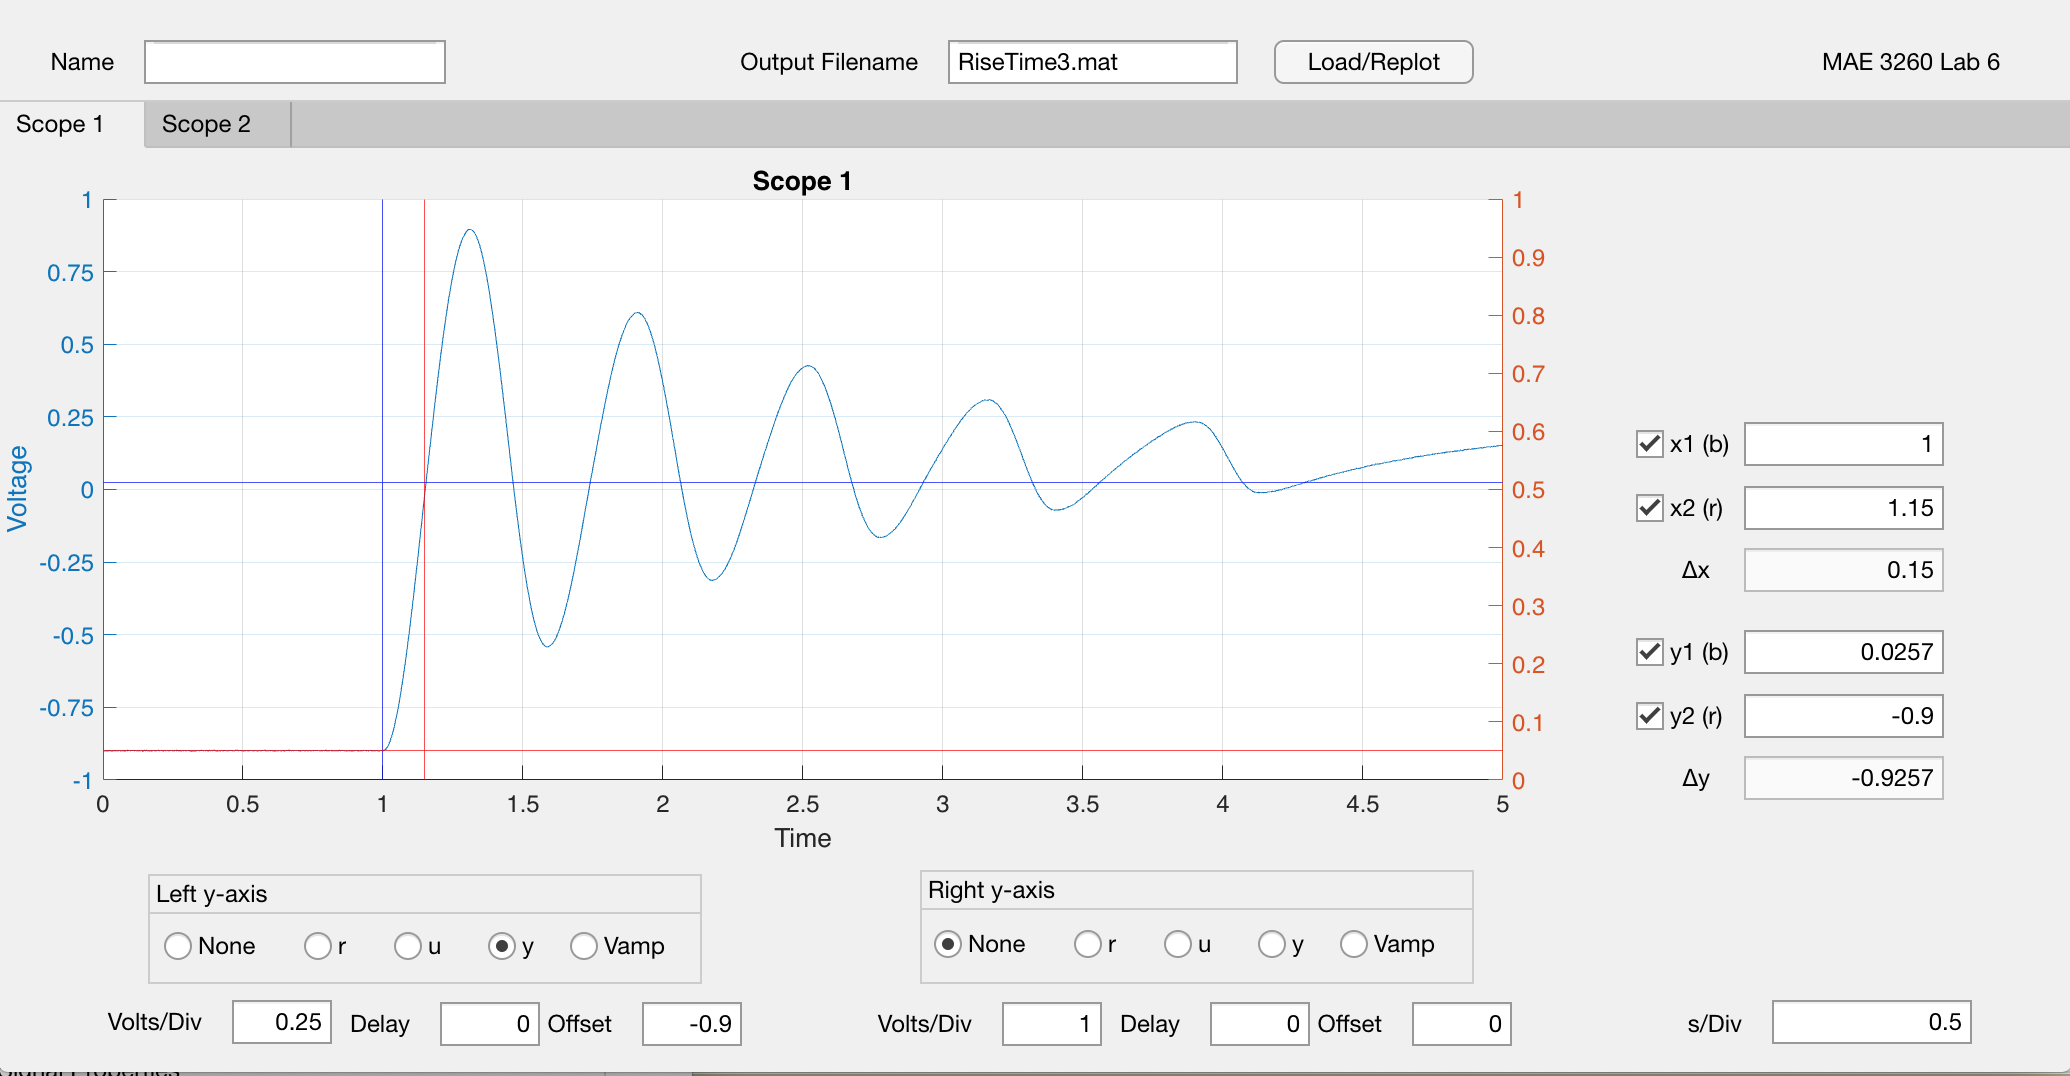 Name
Output Filename RiseTime3.mat Load/Replot MAE 3260 Lab 6
Scope 1 Scope 2
Scope 1
1
0.75
0.5
0.25
0
-0.25
-0.5
-0.75
-1
Voltage
1
0.9
0.8
0.7
0.6
0.5
0.4
0.3
0.2
0.1
0
0 0.5 1 1.5 2 2.5 3 3.5 4 4.5 5
Time
x1 (b) 1
x2 (r) 1.15
Δx 0.15
y1 (b) 0.0257
y2 (r) -0.9
Δy -0.9257
Left y-axis
None r u y Vamp
Right y-axis
None r u y Vamp
Volts/Div 0.25 Delay 0 Offset -0.9
Volts/Div 1 Delay 0 Offset 0
s/Div 0.5